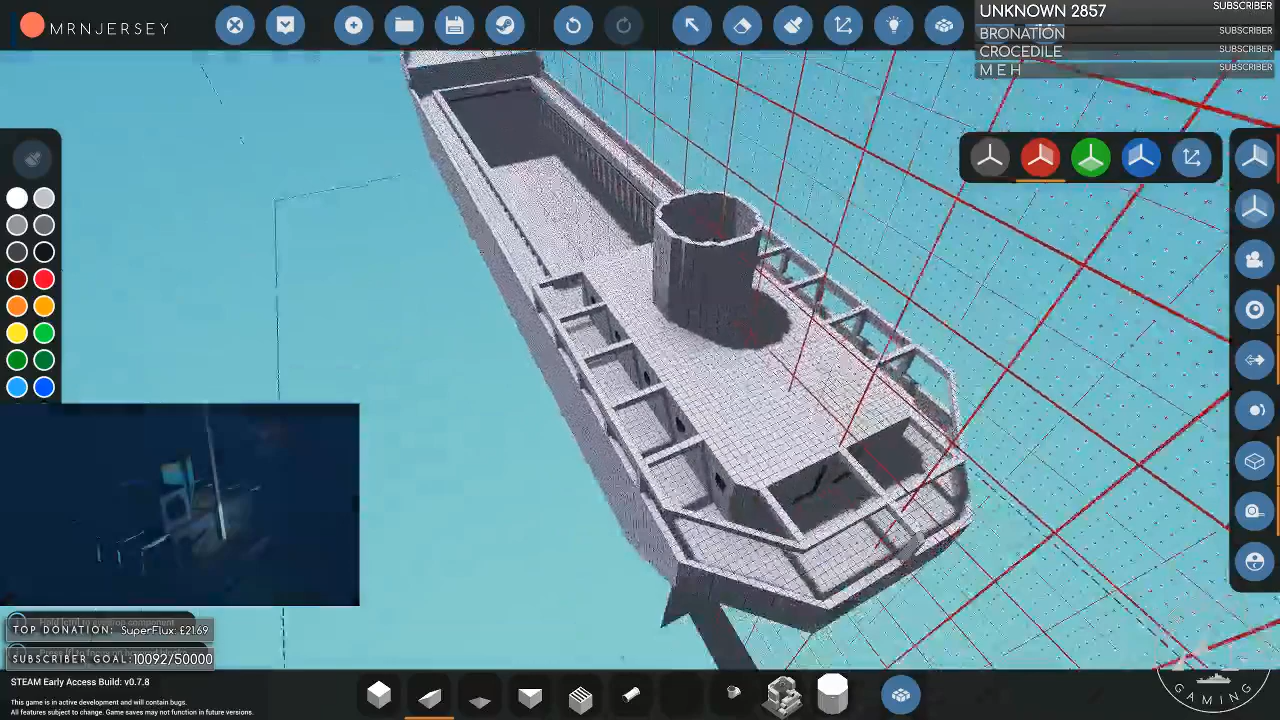 MRNJERSEY
UNKNOWN 2857 SUBSCRIBER
BRONATION SUBSCRIBER
CROCEDILE SUBSCRIBER
M E H SUBSCRIBER
TOP DONATION: SuperFlux: £21.69
SUBSCRIBER GOAL: 10092/50000
STEAM Early Access Build: v0.7.8
This game is in active development and will contain bugs.
All features subject to change. Game saves may not function in future versions.
GAMING